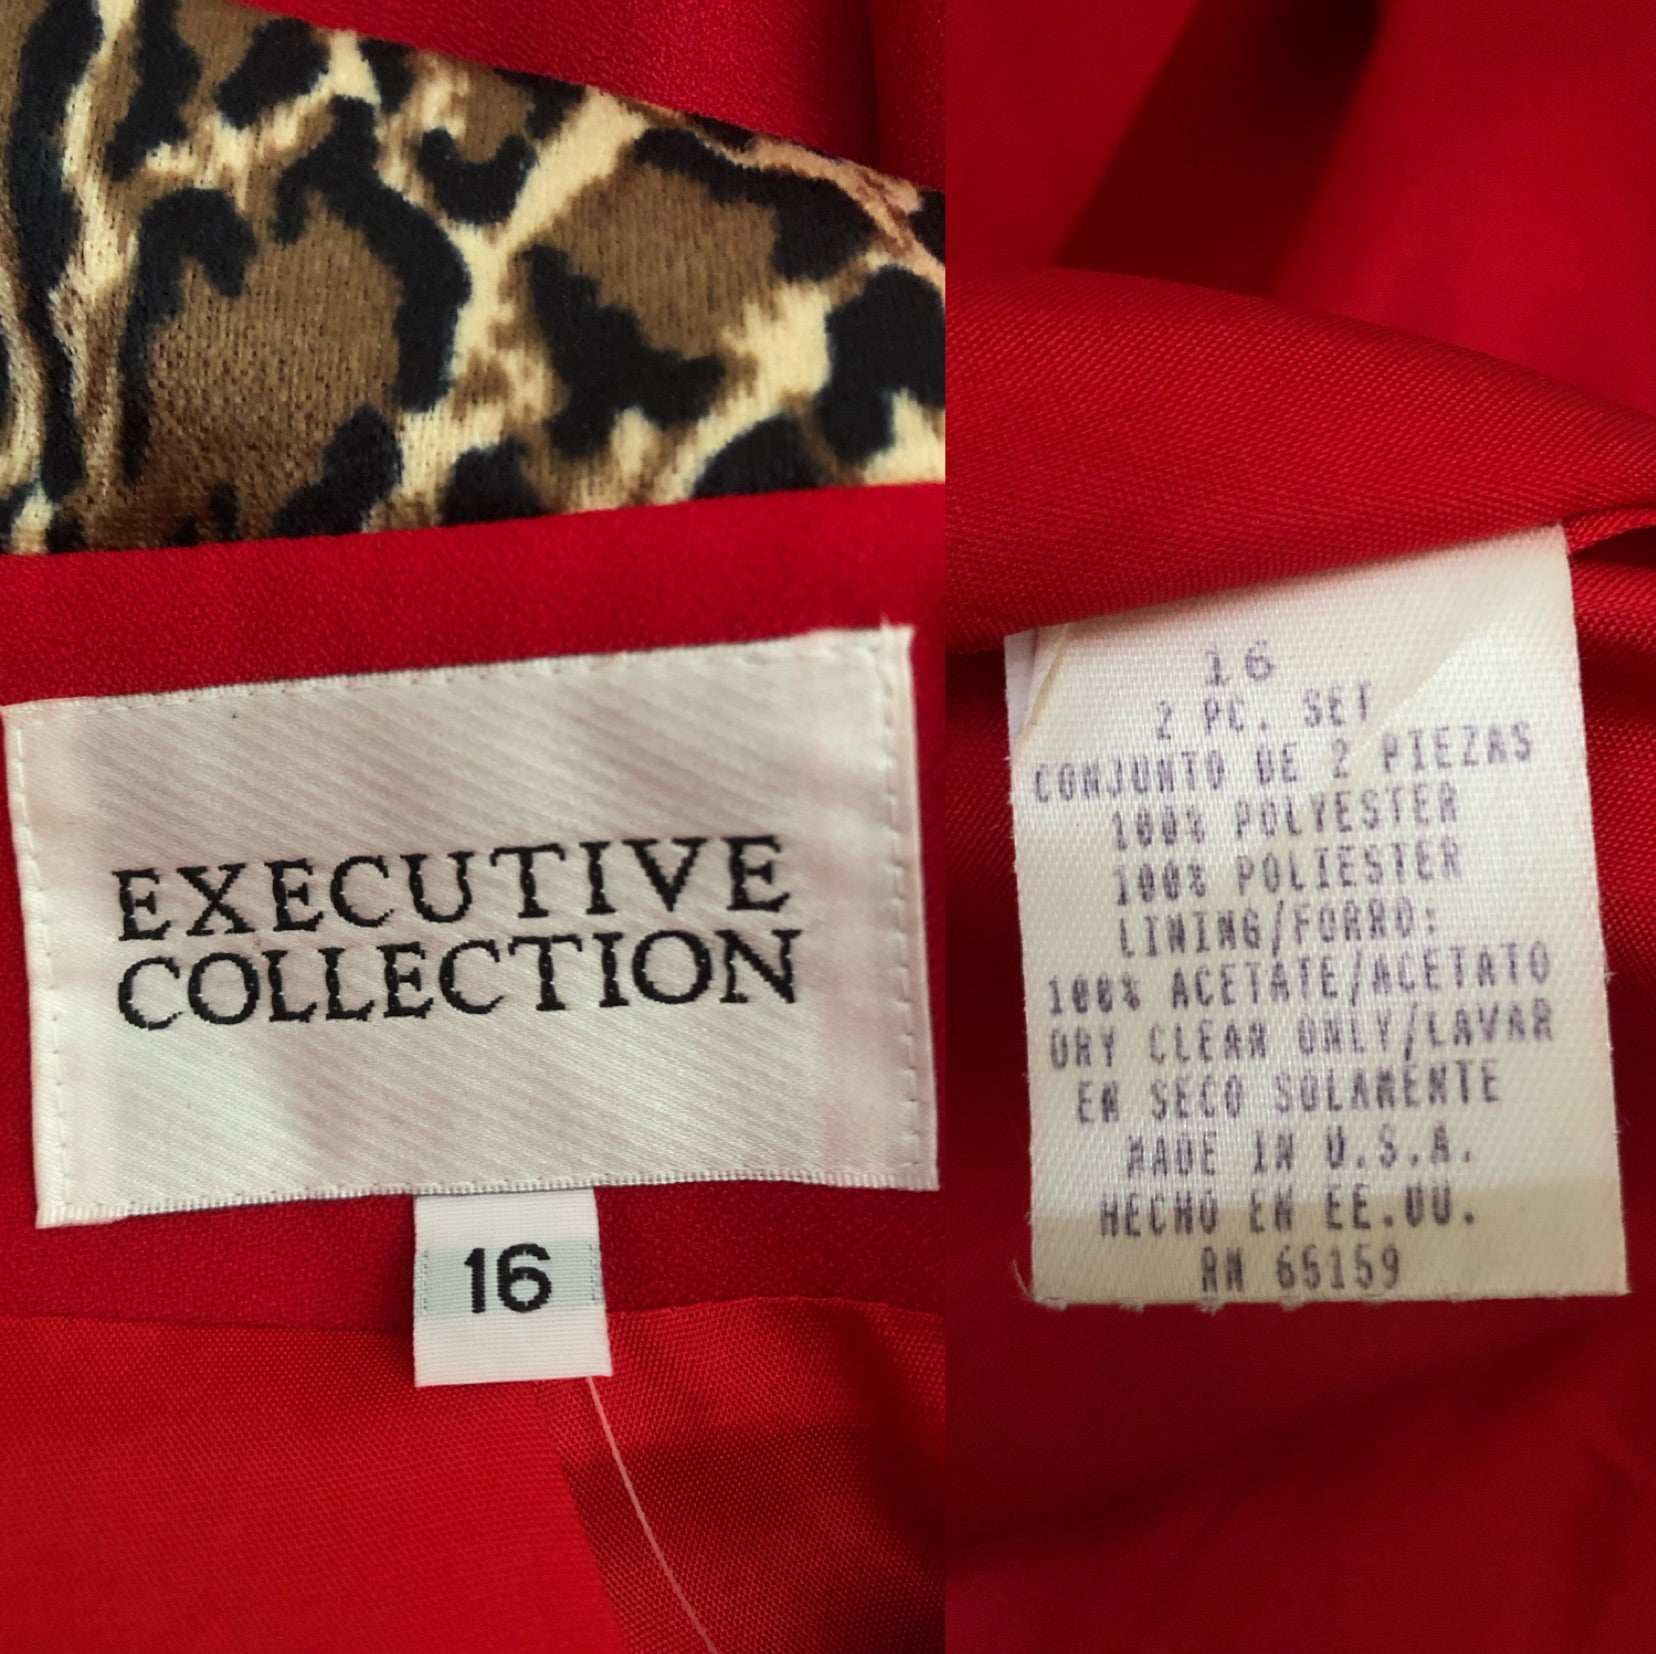 EXECUTIVE
COLLECTION
16
16
2 PC. SET
CONJUNTO DE 2 PIEZAS
100% POLYESTER
100% POLIESTER
LINING/FORRO:
100% ACETATE/ACETATO
DRY CLEAN ONLY/LAVAR
EN SECO SOLAMENTE
MADE IN U.S.A.
HECHO EN EE.UU.
RN 65159